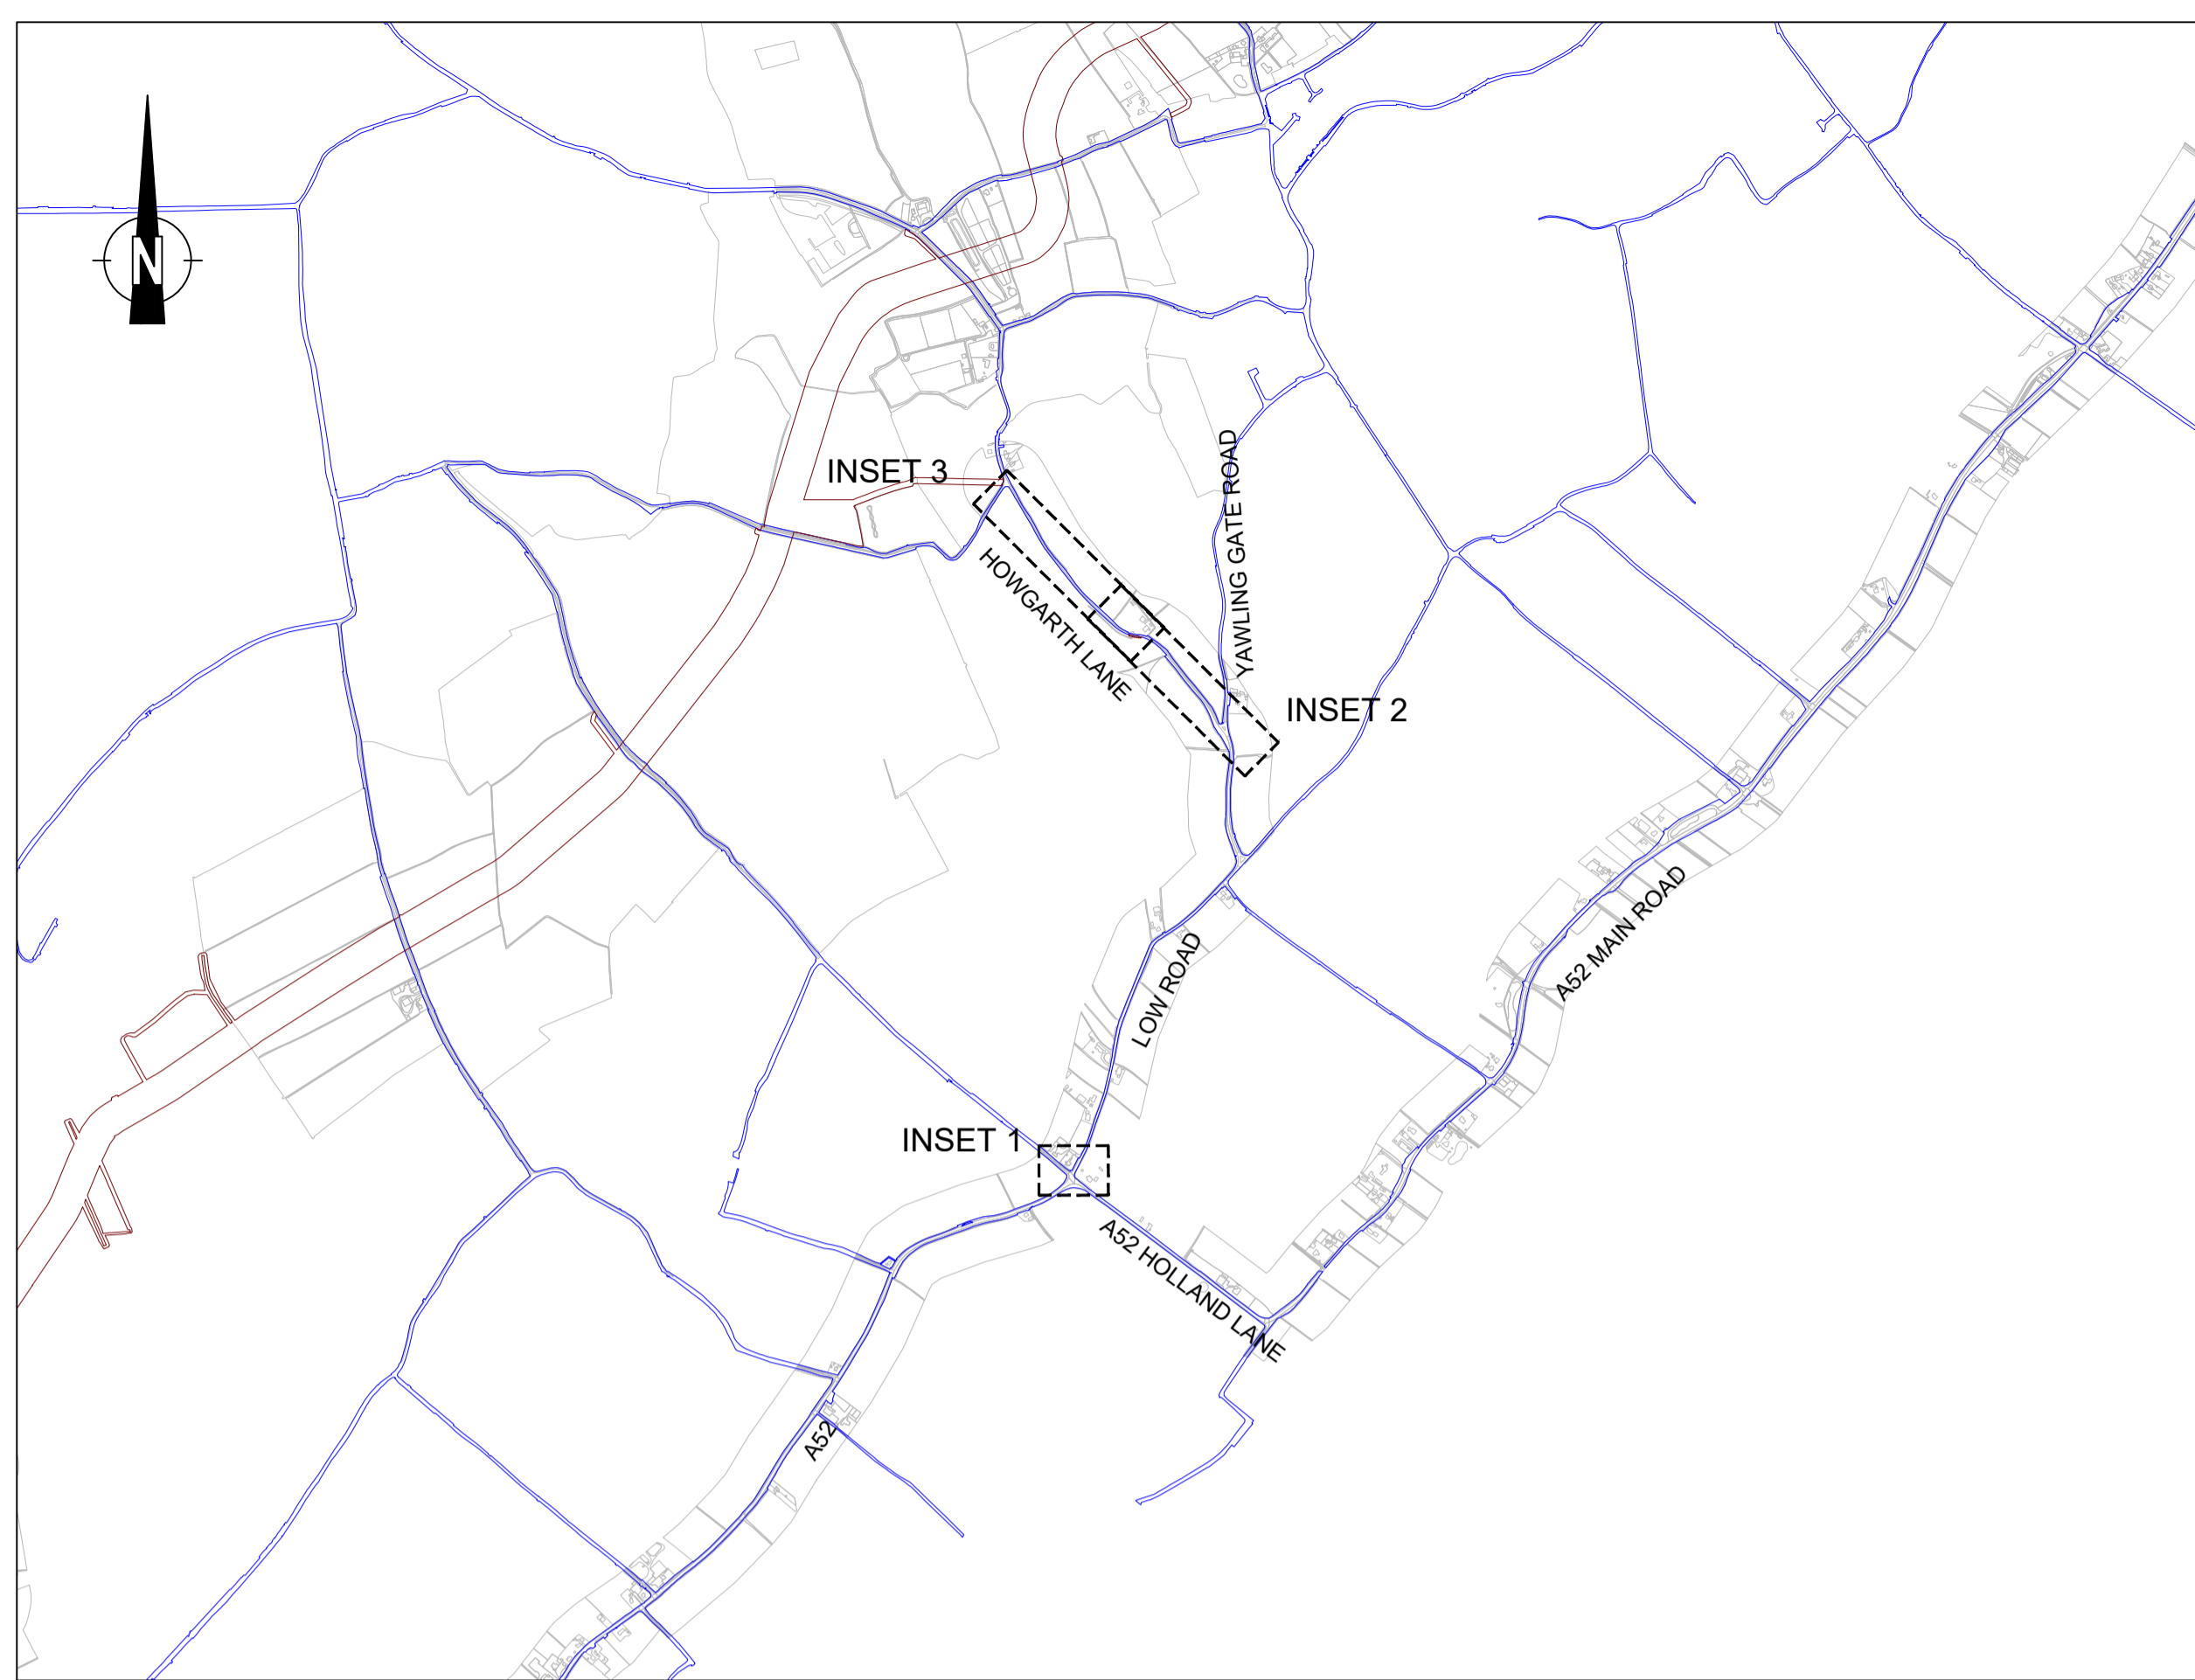 N
INSET 3
YAWLING GATE ROAD
HOWGARTH LANE
INSET 2
A52 MAIN ROAD
LOW ROAD
INSET 1
A52 HOLLAND LANE
A52